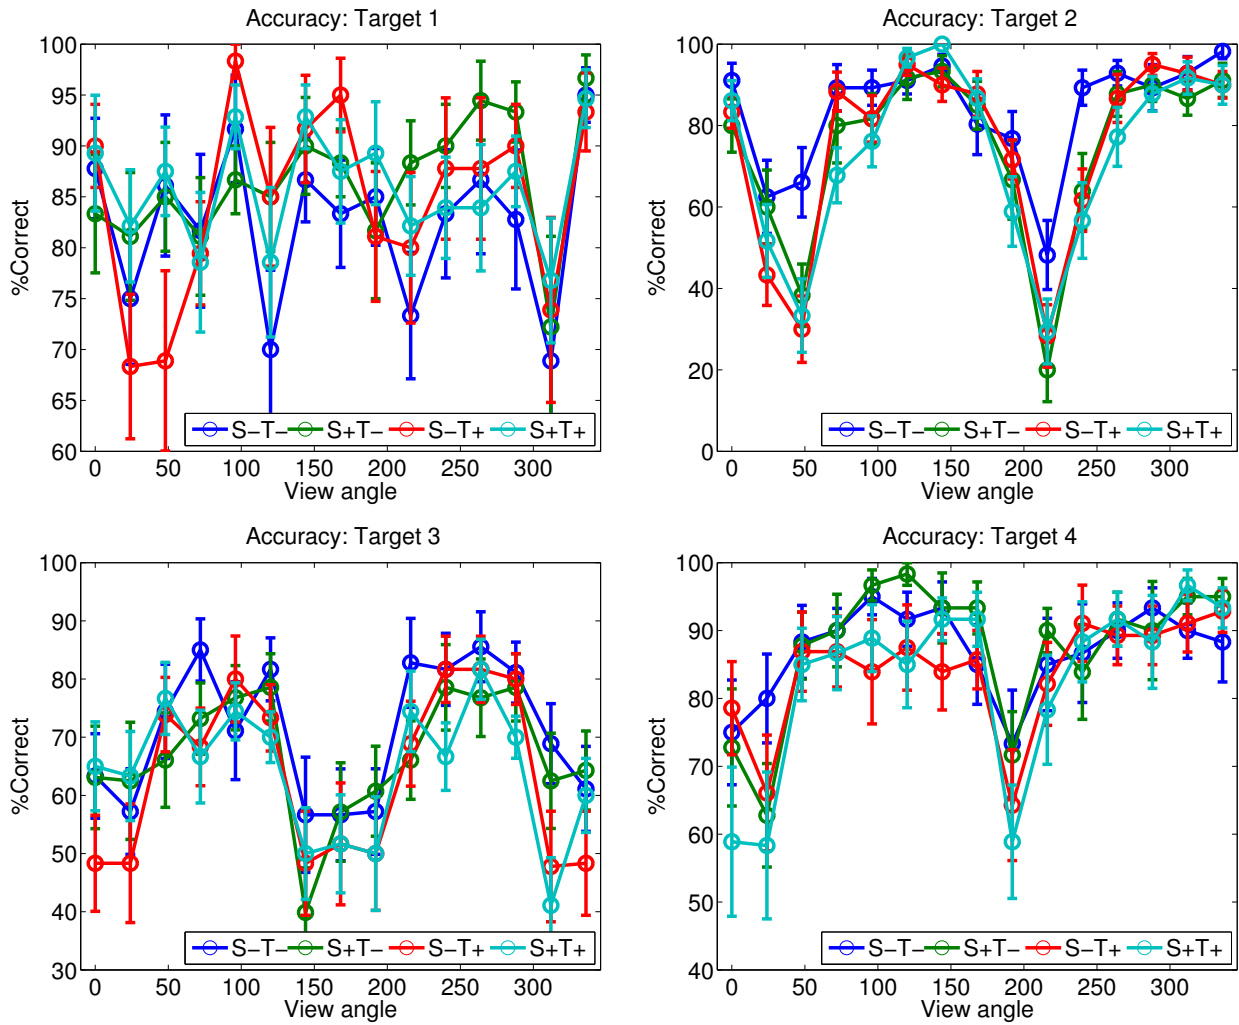 Accuracy: Target 1
%Correct
100
95
90
85
80
75
70
65
60
S−T− S+T− S−T+ S+T+
0 50 100 150 200 250 300
View angle
Accuracy: Target 2
%Correct
100
80
60
40
20
0
S−T− S+T− S−T+ S+T+
0 50 100 150 200 250 300
View angle
Accuracy: Target 3
%Correct
100
90
80
70
60
50
40
30
S−T− S+T− S−T+ S+T+
0 50 100 150 200 250 300
View angle
Accuracy: Target 4
%Correct
100
90
80
70
60
50
40
S−T− S+T− S−T+ S+T+
0 50 100 150 200 250 300
View angle